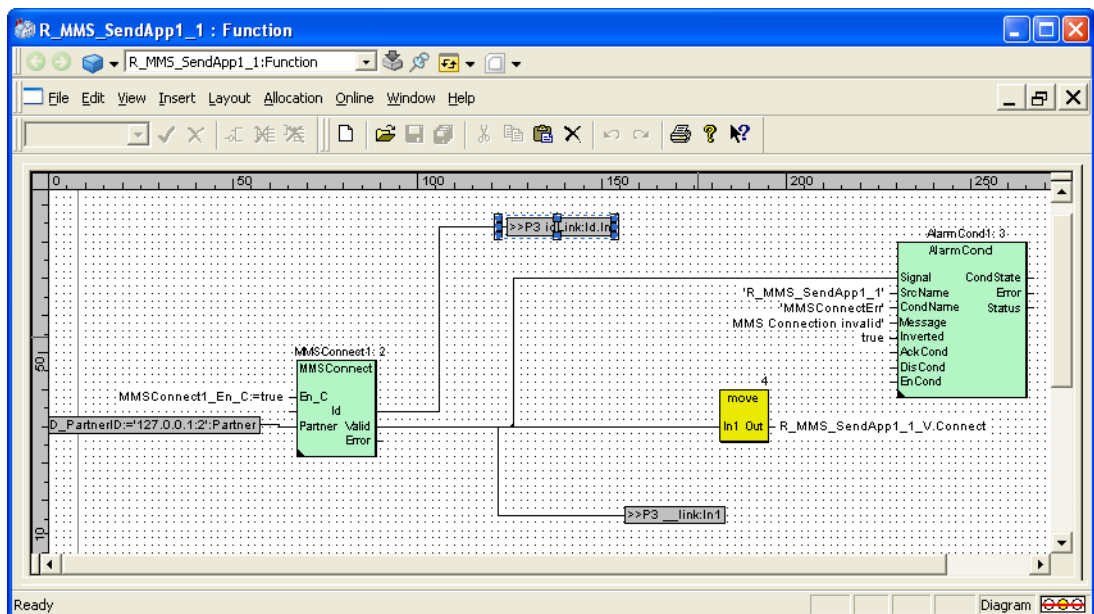 R_MMS_SendApp1_1 : Function
R_MMS_SendApp1_1:Function
File Edit View Insert Layout Allocation Online Window Help
0 50 100 150 200 250
>>P3 idLink:Id.In
AlarmCond1: 3
AlarmCond
Signal CondState
'R_MMS_SendApp1_1' SrcName Error
'MMSConnectErr' CondName Status
MMS Connection invalid' Message
true Inverted
AckCond
DisCond
EnCond
50
MMSConnect1: 2
MMSConnect
MMSConnect1_En_C:=true En_C
Id
D_PartnerID:='127.0.0.1:2':Partner Partner Valid
Error
4
move
In1 Out R_MMS_SendApp1_1_V.Connect
>>P3 __link:In1
10
Ready Diagram